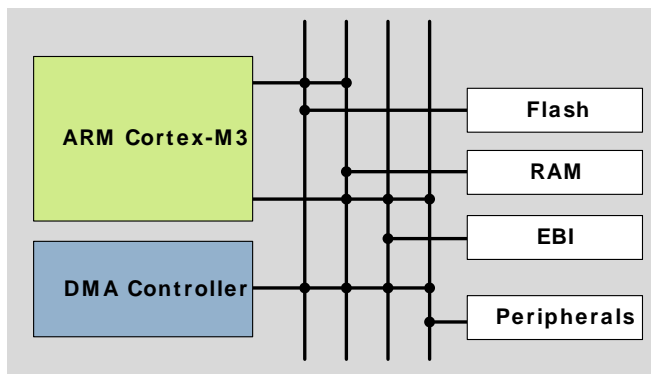 ARM Cortex-M3
DMA Controller
Flash
RAM
EBI
Peripherals